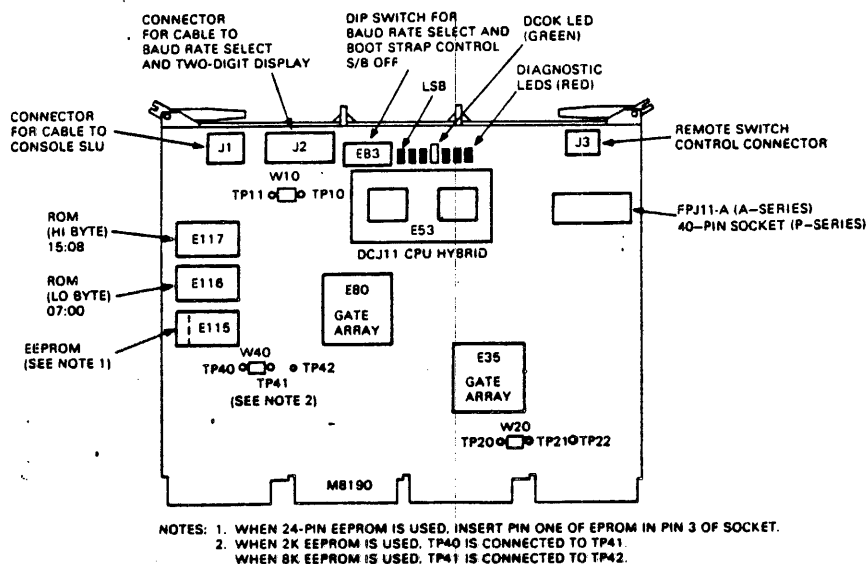 CONNECTOR
FOR CABLE TO
BAUD RATE SELECT
AND TWO-DIGIT DISPLAY
DIP SWITCH FOR
BAUD RATE SELECT AND
BOOT STRAP CONTROL
S/B OFF
DCOK LED
(GREEN)
LSB
DIAGNOSTIC
LEDS (RED)
CONNECTOR
FOR CABLE TO
CONSOLE SLU
J1
J2
E83
J3
REMOTE SWITCH
CONTROL CONNECTOR
W10
TP11
TP10
E53
DCJ11 CPU HYBRID
FPJ11-A (A-SERIES)
40-PIN SOCKET (P-SERIES)
ROM
(HI BYTE)
15:08
E117
ROM
(LO BYTE)
07:00
E116
E80
GATE
ARRAY
EEPROM
(SEE NOTE 1)
E115
W40
TP40
TP41
TP42
(SEE NOTE 2)
E35
GATE
ARRAY
W20
TP20
TP21
TP22
M8190
NOTES: 1. WHEN 24-PIN EEPROM IS USED, INSERT PIN ONE OF EPROM IN PIN 3 OF SOCKET.
2. WHEN 2K EEPROM IS USED, TP40 IS CONNECTED TO TP41.
WHEN 8K EEPROM IS USED, TP41 IS CONNECTED TO TP42.